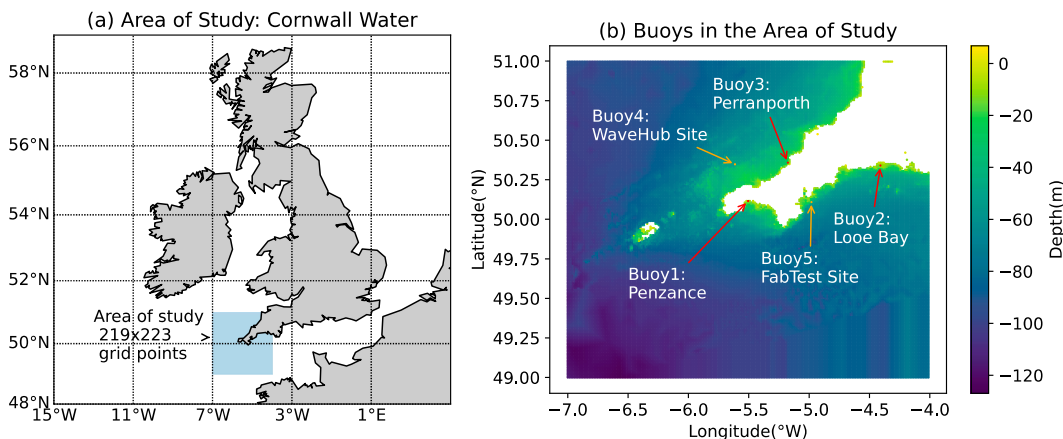 (a) Area of Study: Cornwall Water
58°N
56°N
54°N
52°N
50°N
48°N
Area of study
219x223
grid points
15°W
11°W
7°W
3°W
1°E
(b) Buoys in the Area of Study
Latitude(°N)
51.00
50.75
50.50
50.25
50.00
49.75
49.50
49.25
49.00
Buoy3:
Perranporth
Buoy4:
WaveHub Site
Buoy2:
Looe Bay
Buoy1:
Penzance
Buoy5:
FabTest Site
−7.0
−6.5
−6.0
−5.5
−5.0
−4.5
−4.0
Longitude(°W)
0
−20
−40
−60
−80
−100
−120
Depth(m)